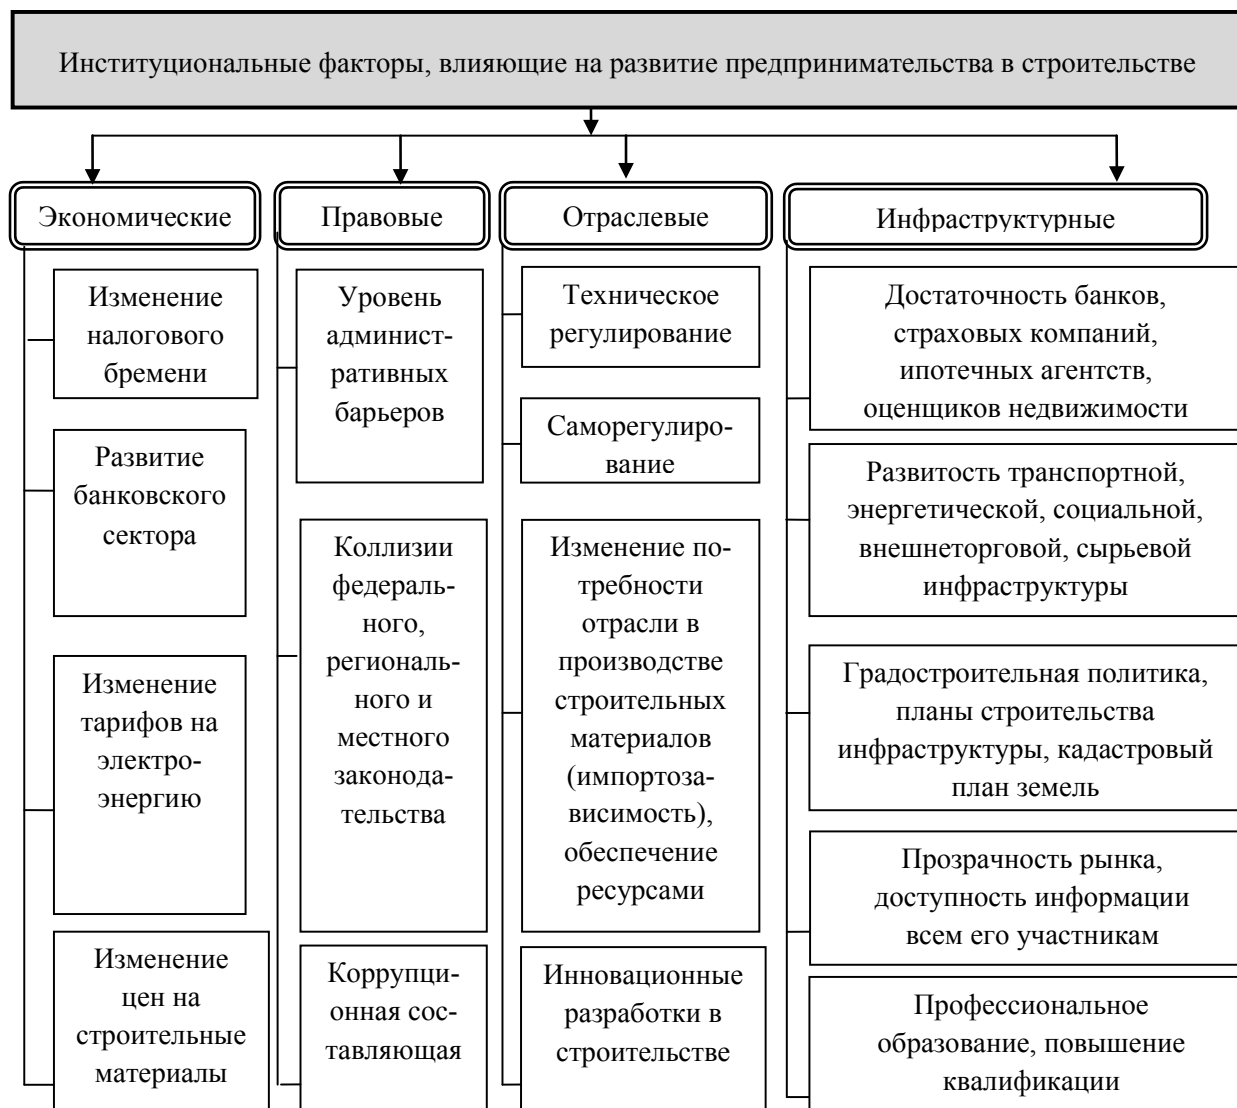 Институциональные факторы, влияющие на развитие предпринимательства в строительстве
Экономические
Изменение
налогового
бремени
Развитие
банковского
сектора
Изменение
тарифов на
электро-
энергию
Изменение
цен на
строительные
материалы
Правовые
Уровень
админист-
ративных
барьеров
Коллизии
федераль-
ного,
региональ-
ного и
местного
законода-
тельства
Коррупци-
онная сос-
тавляющая
Отраслевые
Техническое
регулирование
Саморегулиро-
вание
Изменение по-
требности
отрасли в
производстве
строительных
материалов
(импортоза-
висимость),
обеспечение
ресурсами
Инновационные
разработки в
строительстве
Инфраструктурные
Достаточность банков,
страховых компаний,
ипотечных агентств,
оценщиков недвижимости
Развитость транспортной,
энергетической, социальной,
внешнеторговой, сырьевой
инфраструктуры
Градостроительная политика,
планы строительства
инфраструктуры, кадастровый
план земель
Прозрачность рынка,
доступность информации
всем его участникам
Профессиональное
образование, повышение
квалификации